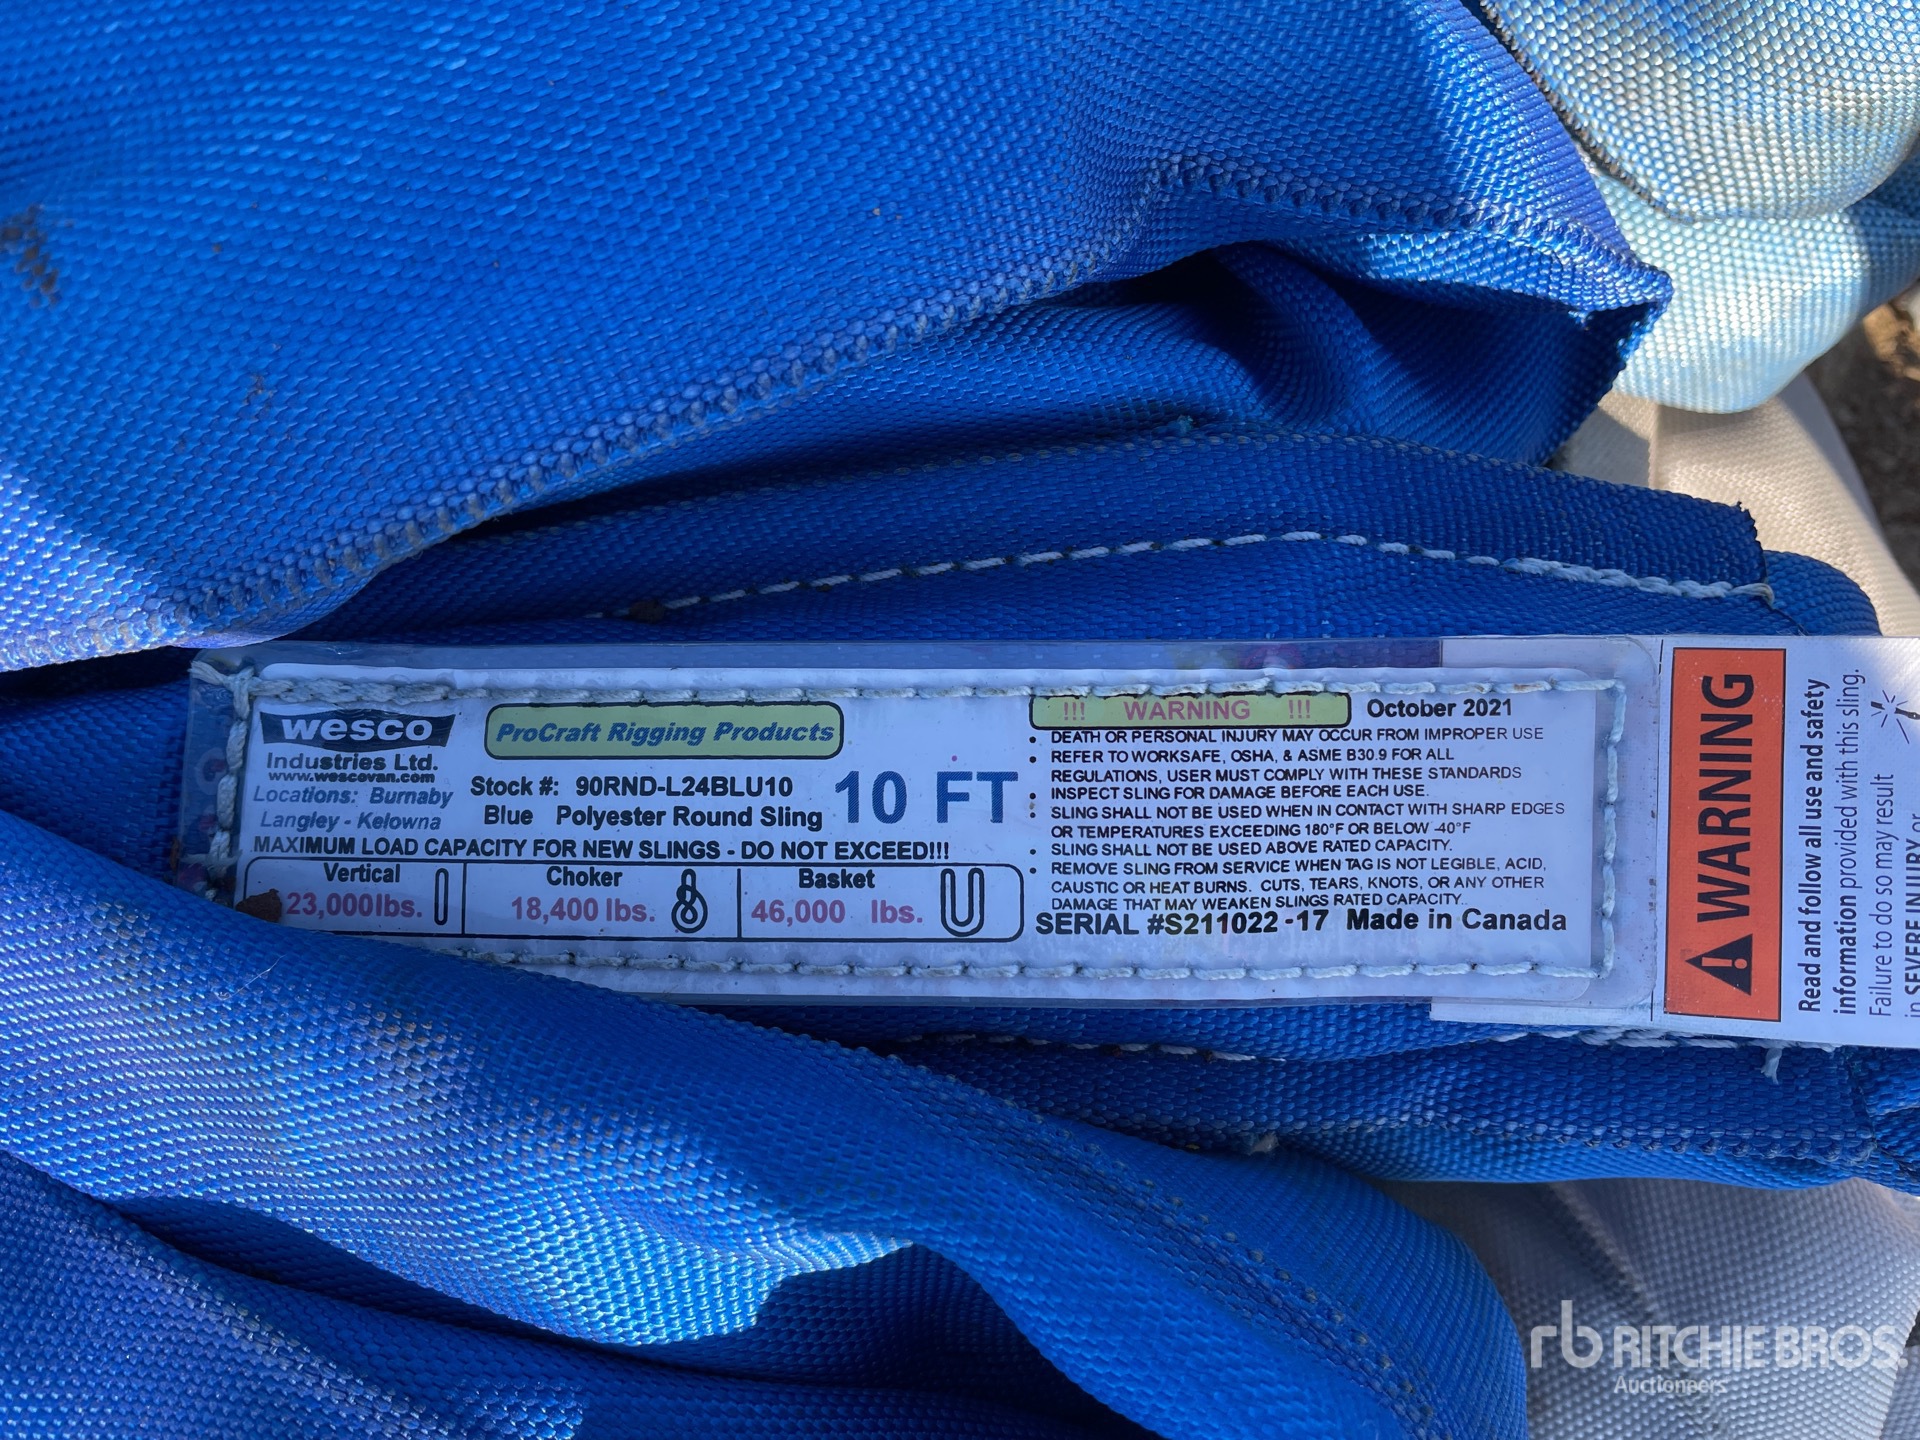 wesco
Industries Ltd.
www.wescovan.com
Locations: Burnaby
Langley - Kelowna
ProCraft Rigging Products
Stock #: 90RND-L24BLU10
Blue Polyester Round Sling
10 FT
MAXIMUM LOAD CAPACITY FOR NEW SLINGS - DO NOT EXCEED!!!
Vertical
23,000lbs.
Choker
18,400 lbs.
Basket
46,000 lbs.
!!! WARNING !!!
October 2021
• DEATH OR PERSONAL INJURY MAY OCCUR FROM IMPROPER USE
• REFER TO WORKSAFE, OSHA, & ASME B30.9 FOR ALL
REGULATIONS, USER MUST COMPLY WITH THESE STANDARDS
• INSPECT SLING FOR DAMAGE BEFORE EACH USE.
• SLING SHALL NOT BE USED WHEN IN CONTACT WITH SHARP EDGES
OR TEMPERATURES EXCEEDING 180°F OR BELOW -40°F
• SLING SHALL NOT BE USED ABOVE RATED CAPACITY.
• REMOVE SLING FROM SERVICE WHEN TAG IS NOT LEGIBLE, ACID,
CAUSTIC OR HEAT BURNS. CUTS, TEARS, KNOTS, OR ANY OTHER
DAMAGE THAT MAY WEAKEN SLINGS RATED CAPACITY.
SERIAL #S211022-17 Made in Canada
WARNING
Read and follow all use and safety
information provided with this sling.
Failure to do so may result
in SEVERE INJURY or
rb RITCHIE BROS.
Auctioneers